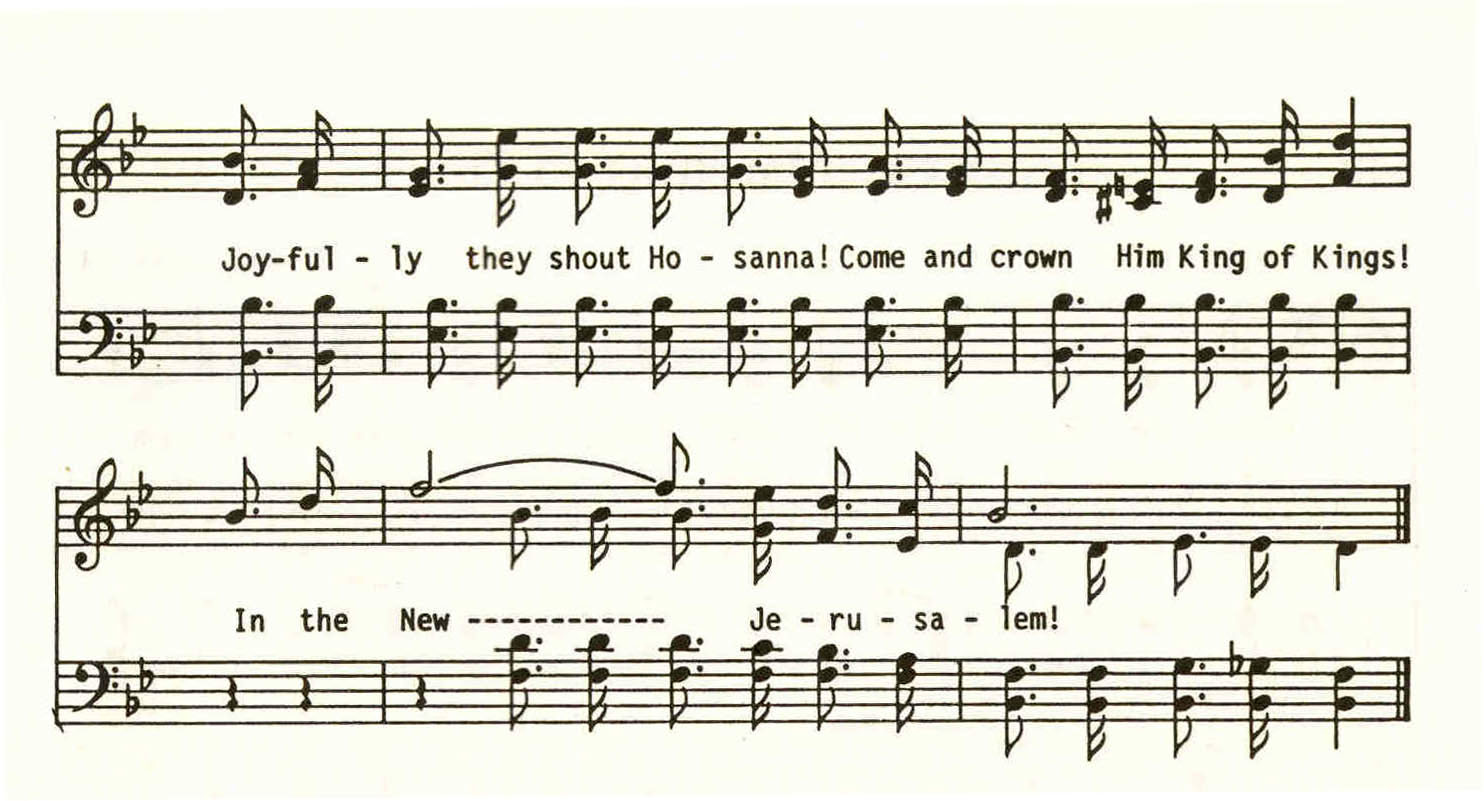 Joy-ful - ly they shout Ho - sanna! Come and crown Him King of Kings!
In the New ------------ Je - ru - sa - lem!